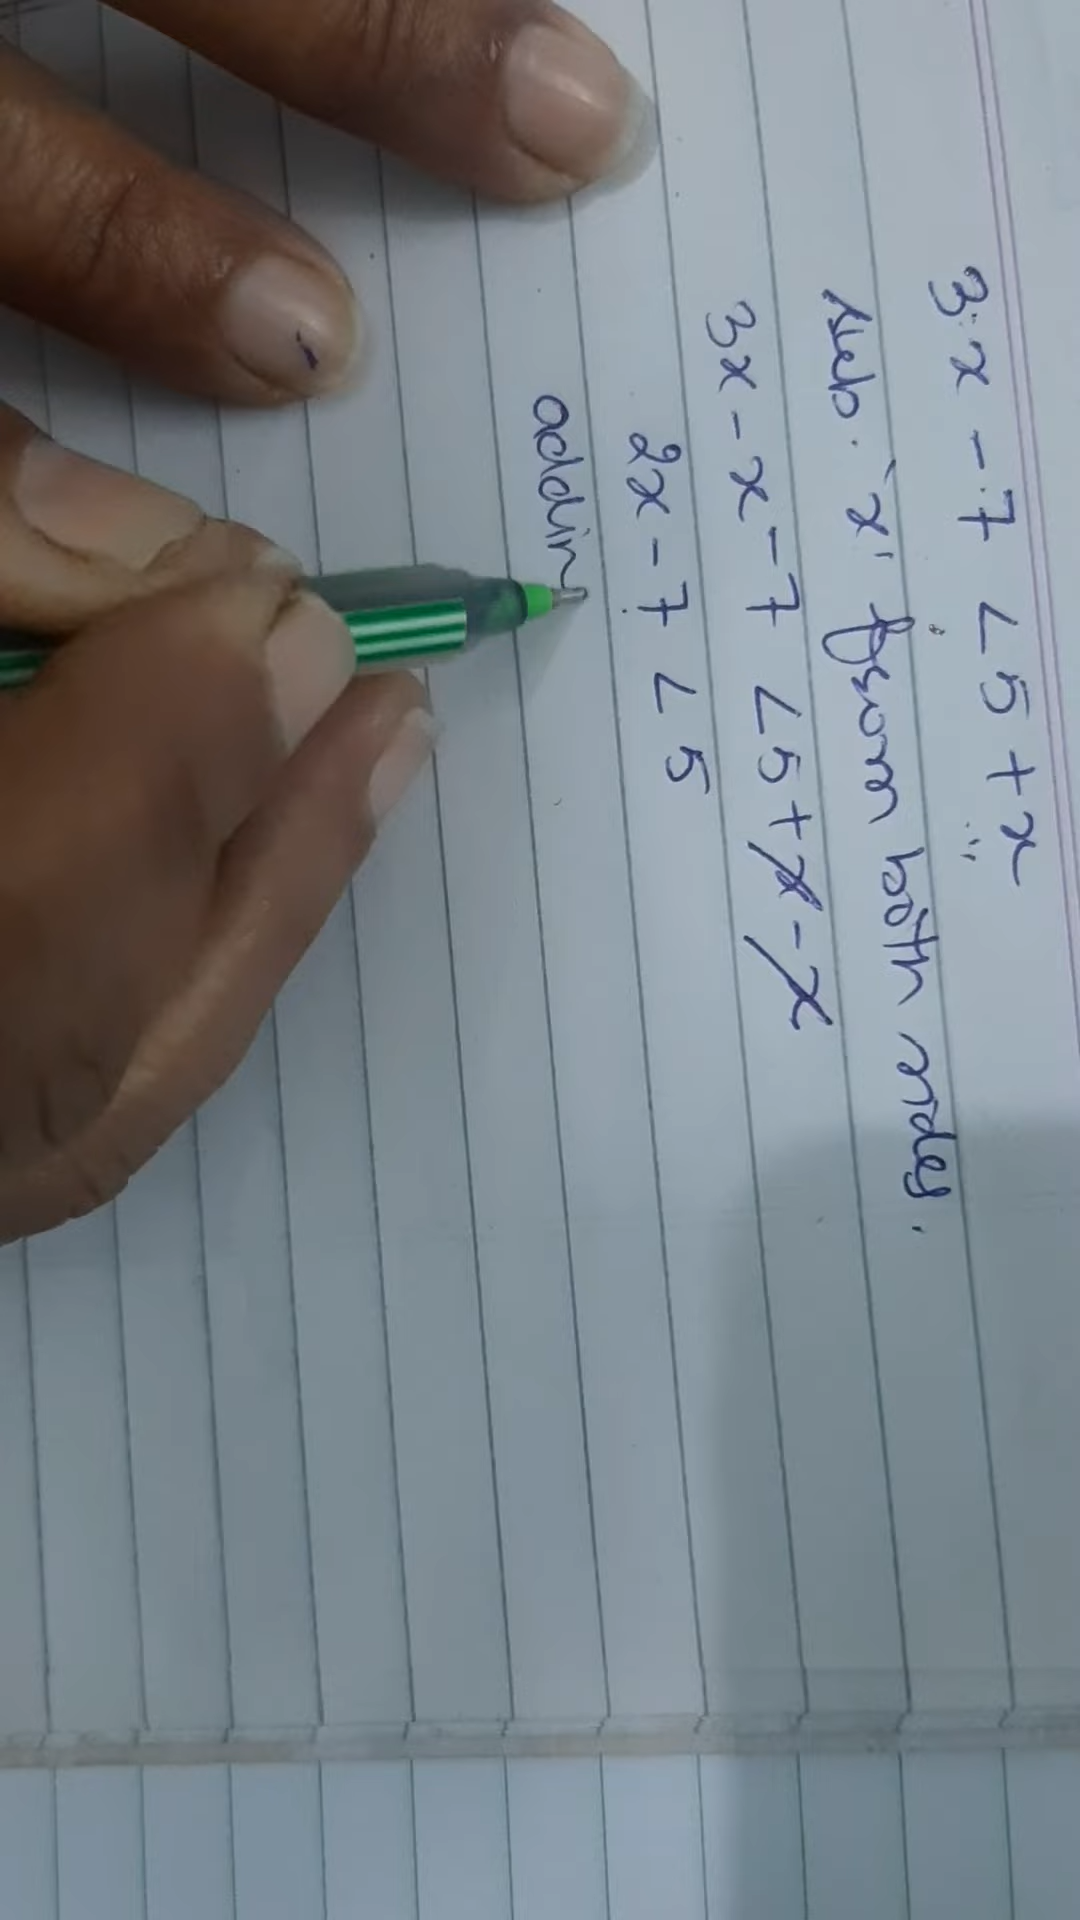 3x - 7 < 5 + x
sub. 'x' from both sides.
3x - x - 7 < 5 + x - x
2x - 7 < 5
addin